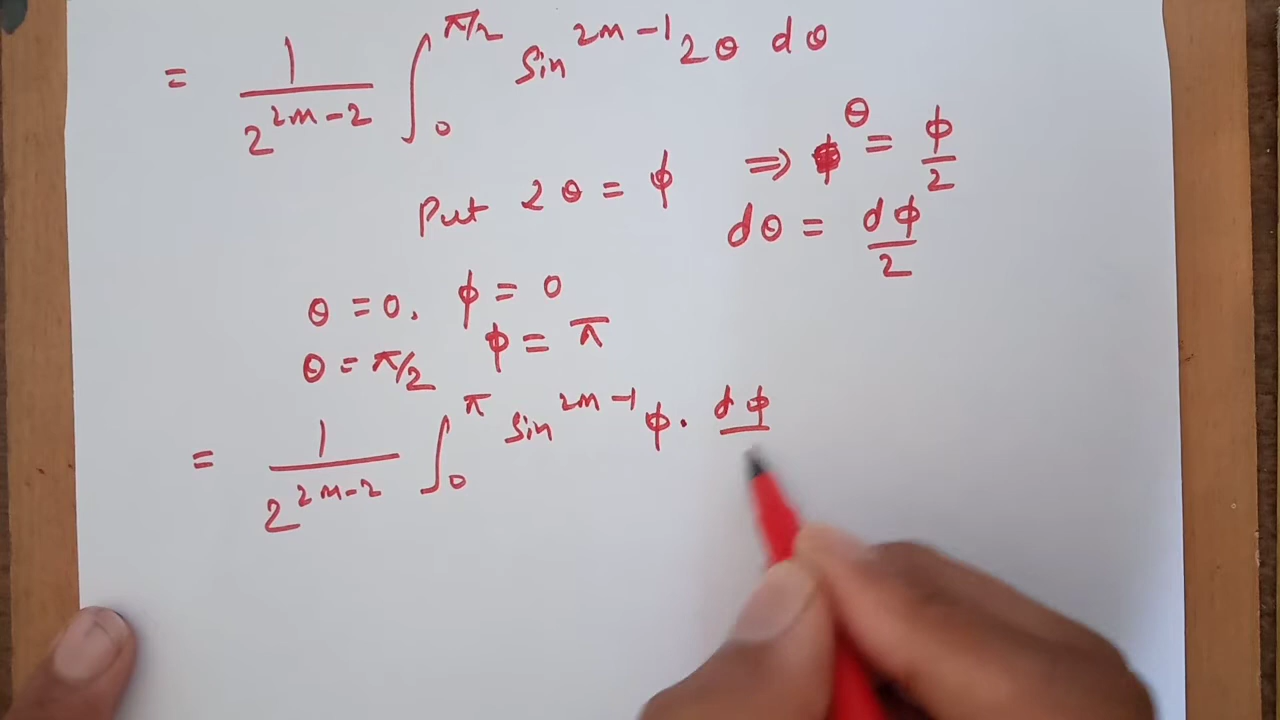 = 1/2^{2m-2} ∫_0^{π/2} sin^{2m-1} 2θ dθ
Put 2θ = ϕ ⇒ θ = ϕ/2
dθ = dϕ/2
θ = 0, ϕ = 0
θ = π/2 ϕ = π
= 1/2^{2m-2} ∫_0^π sin^{2m-1} ϕ · dϕ/